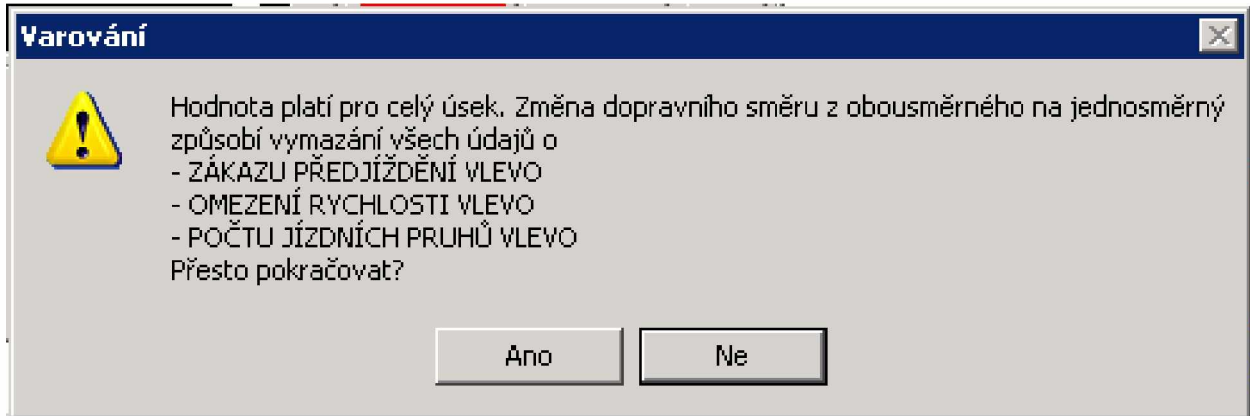 Varování
Hodnota platí pro celý úsek. Změna dopravního směru z obousměrného na jednosměrný
způsobí vymazání všech údajů o
- ZÁKAZU PŘEDJÍŽDĚNÍ VLEVO
- OMEZENÍ RYCHLOSTI VLEVO
- POČTU JÍZDNÍCH PRUHŮ VLEVO
Přesto pokračovat?
Ano Ne